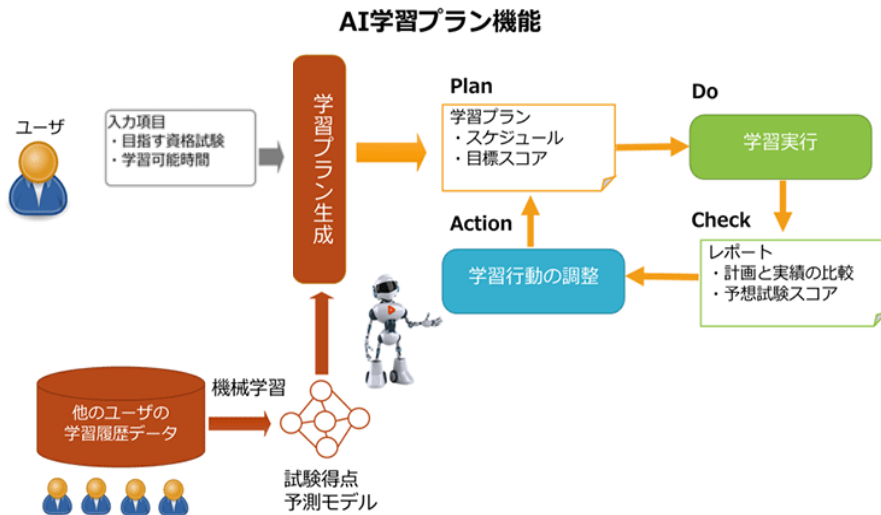 AI学習プラン機能
ユーザ
入力項目
・目指す資格試験
・学習可能時間
学習プラン生成
Plan
学習プラン
・スケジュール
・目標スコア
Do
学習実行
Check
レポート
・計画と実績の比較
・予想試験スコア
Action
学習行動の調整
他のユーザの
学習履歴データ
機械学習
試験得点
予測モデル